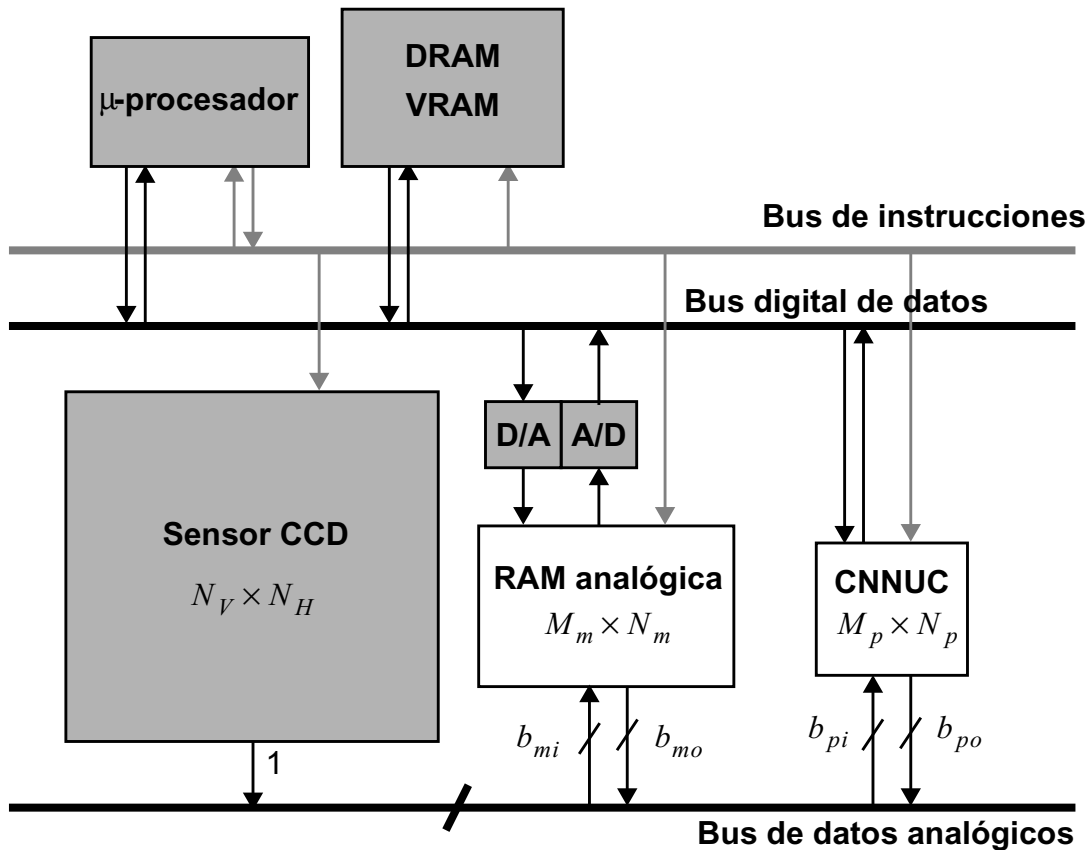 μ-procesador
DRAM
VRAM
Bus de instrucciones
Bus digital de datos
D/A
A/D
Sensor CCD
N_V × N_H
RAM analógica
M_m × N_m
CNNUC
M_p × N_p
b_mi
b_mo
b_pi
b_po
1
Bus de datos analógicos